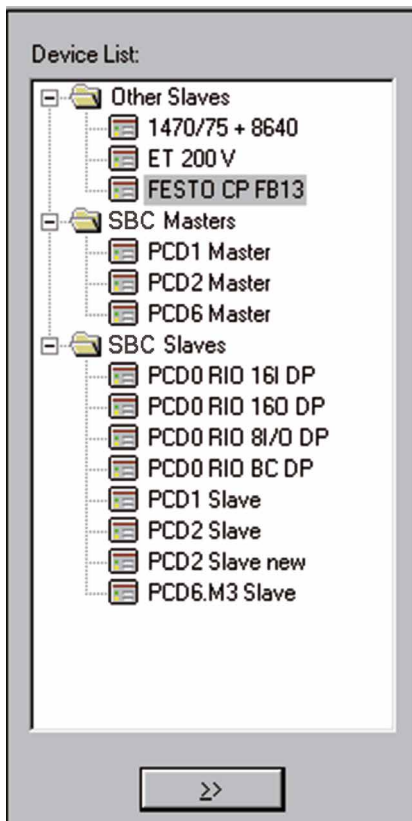 Device List:
Other Slaves
1470/75 + 8640
ET 200 V
FESTO CP FB13
SBC Masters
PCD1 Master
PCD2 Master
PCD6 Master
SBC Slaves
PCD0 RIO 16I DP
PCD0 RIO 16O DP
PCD0 RIO 8I/O DP
PCD0 RIO BC DP
PCD1 Slave
PCD2 Slave
PCD2 Slave new
PCD6.M3 Slave
>>